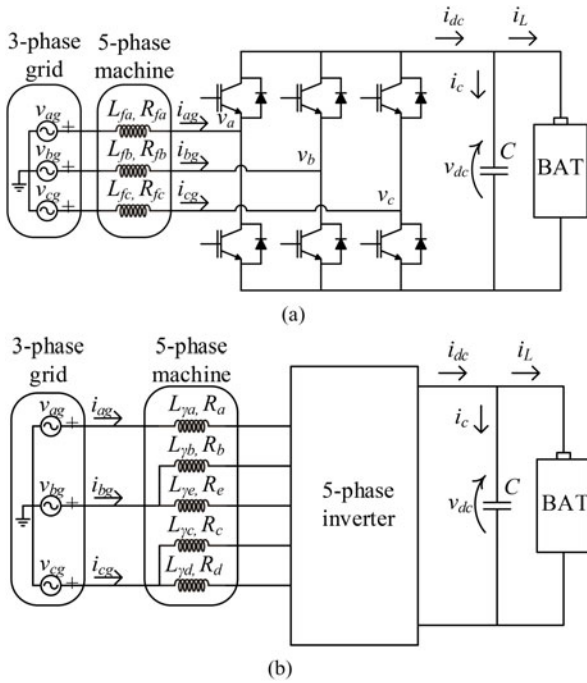 3-phase grid
5-phase machine
v_ag
v_bg
v_cg
L_fa, R_fa
L_fb, R_fb
L_fc, R_fc
i_ag
i_bg
i_cg
v_a
v_b
v_c
i_dc
i_L
i_c
v_dc
C
BAT
(a)
3-phase grid
5-phase machine
v_ag
v_bg
v_cg
i_ag
i_bg
i_cg
L_γa, R_a
L_γb, R_b
L_γe, R_e
L_γc, R_c
L_γd, R_d
5-phase inverter
i_dc
i_L
i_c
v_dc
C
BAT
(b)